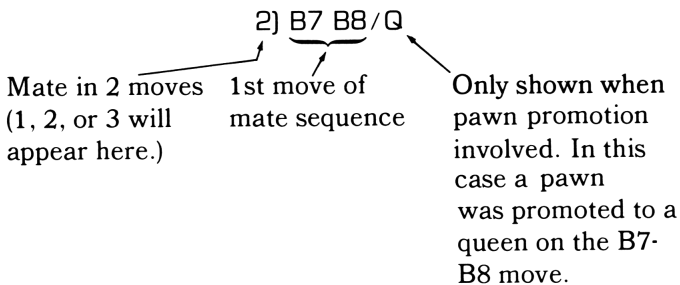 2) B7 B8/Q
Mate in 2 moves
(1, 2, or 3 will
appear here.)
1st move of
mate sequence
Only shown when
pawn promotion
involved. In this
case a pawn
was promoted to a
queen on the B7-
B8 move.